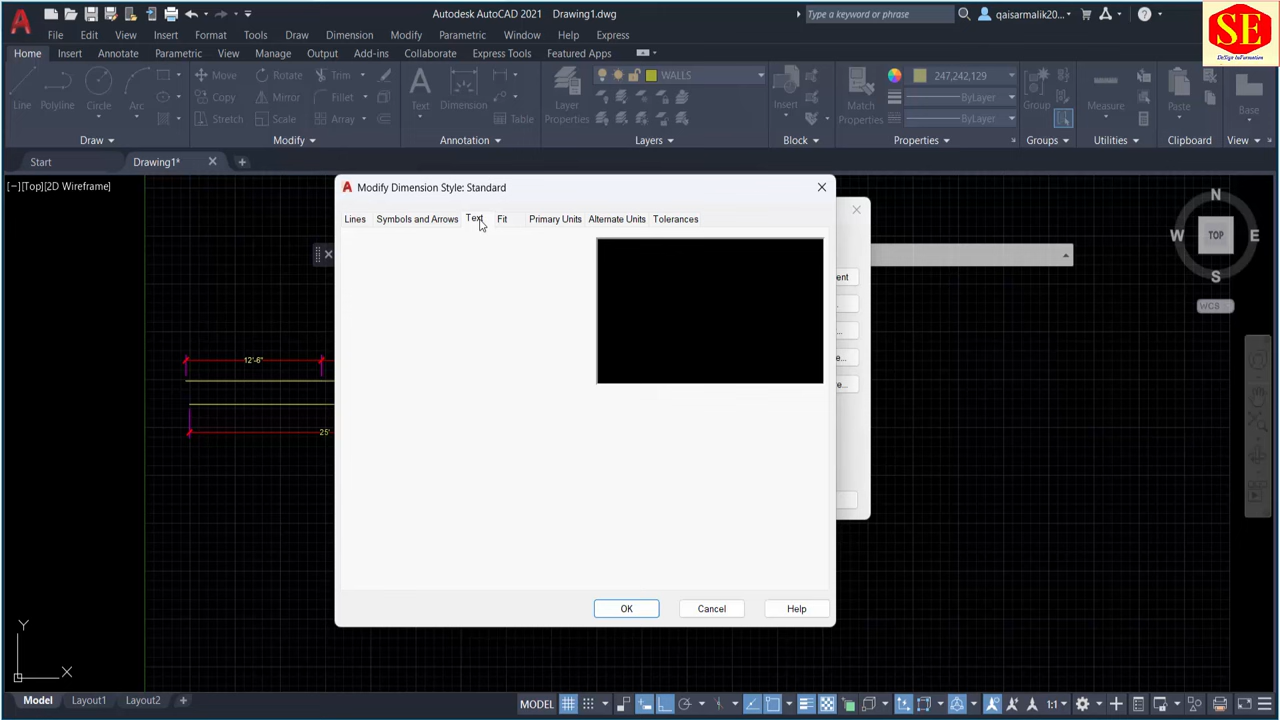 Autodesk AutoCAD 2021 Drawing1.dwg
Type a keyword or phrase
qaisarmalik20...
SE
DeSign InFormation
File Edit View Insert Format Tools Draw Dimension Modify Parametric Window Help Express
Home Insert Annotate Parametric View Manage Output Add-ins Collaborate Express Tools Featured Apps
Line Polyline Circle Arc
Move Rotate Trim
Copy Mirror Fillet
Stretch Scale Array
Text Dimension
Table
Layer Properties
WALLS
Insert
Match Properties
247,242,129
ByLayer
ByLayer
Group
Measure
Paste
Base
Draw Modify Annotation Layers Block Properties Groups Utilities Clipboard View
Start Drawing1*
[−][Top][2D Wireframe]
Modify Dimension Style: Standard
Lines Symbols and Arrows Text Fit Primary Units Alternate Units Tolerances
ent
...
...
e...
e...
N
W TOP E
S
WCS
12'-6"
25'
OK Cancel Help
Y
X
Model Layout1 Layout2
MODEL
1:1